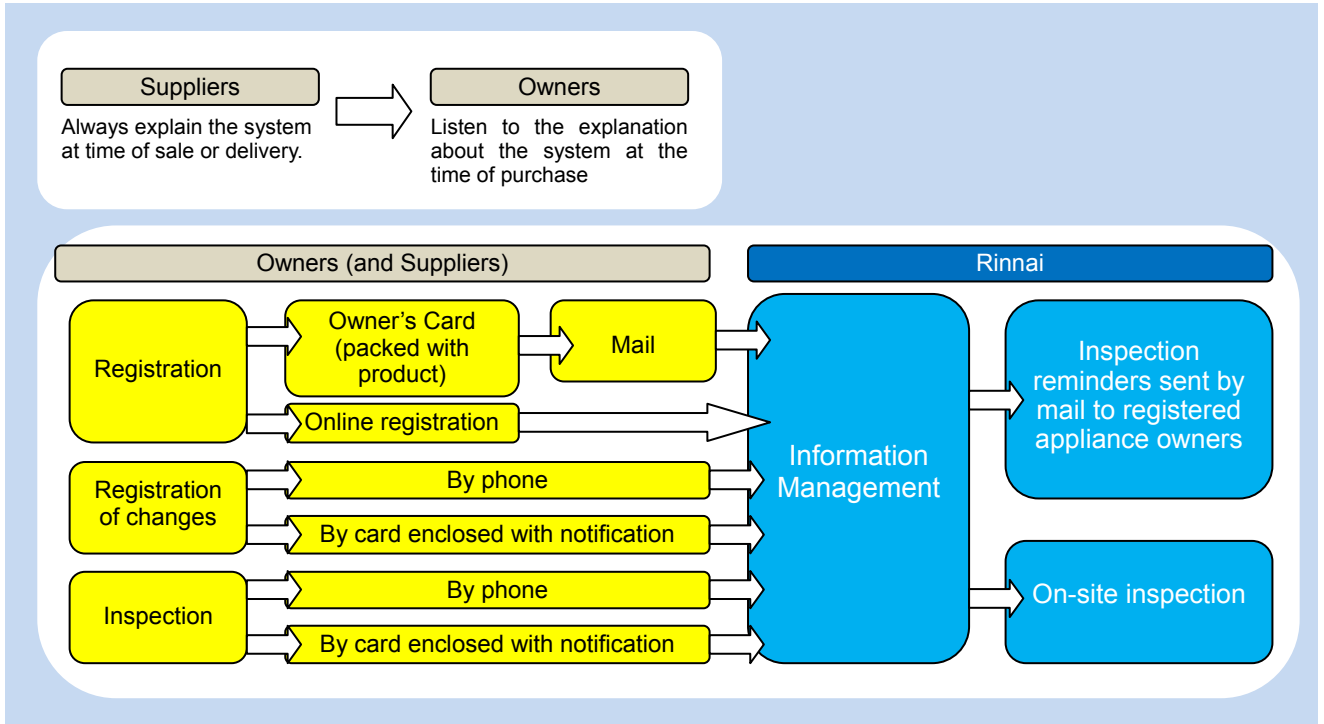 Suppliers
Always explain the system
at time of sale or delivery.
Owners
Listen to the explanation
about the system at the
time of purchase
Owners (and Suppliers)
Rinnai
Registration
Owner’s Card
(packed with
product)
Mail
Online registration
Registration
of changes
By phone
By card enclosed with notification
Inspection
By phone
By card enclosed with notification
Information
Management
Inspection
reminders sent by
mail to registered
appliance owners
On-site inspection